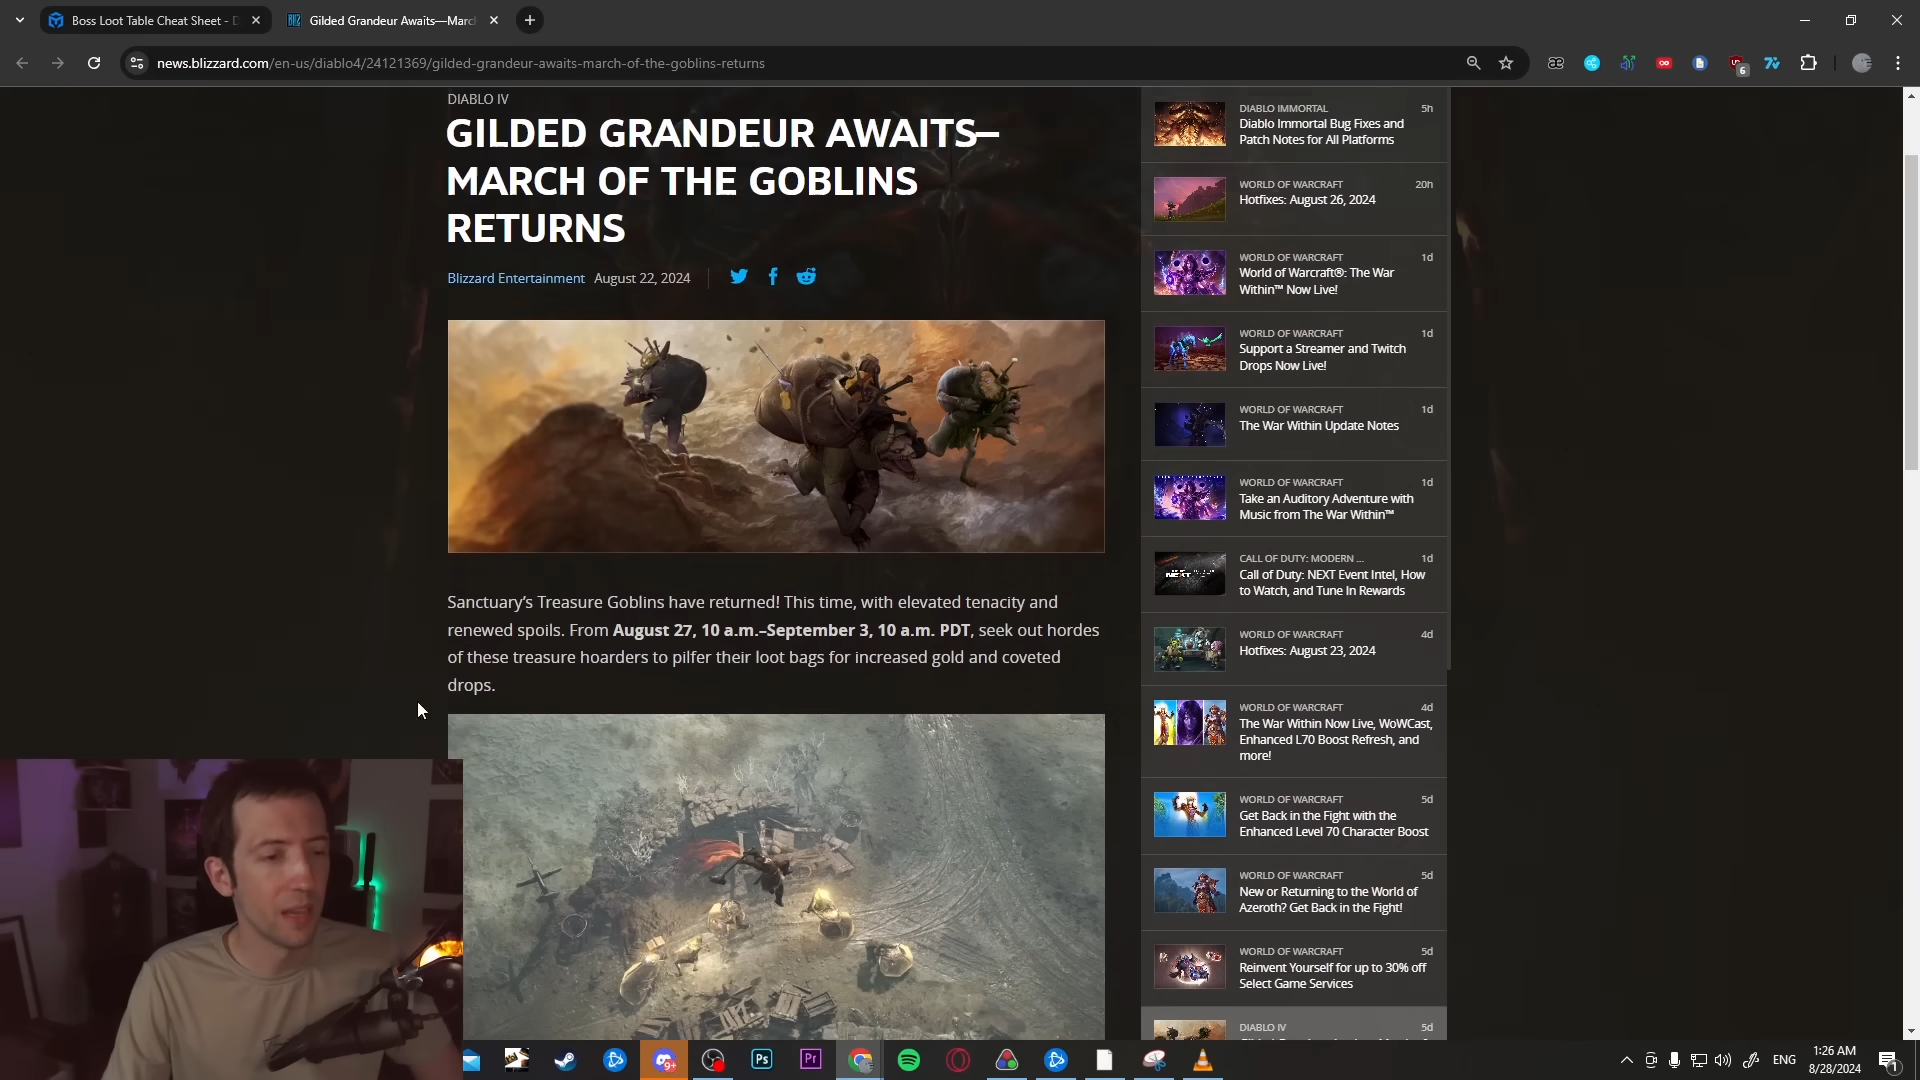 Boss Loot Table Cheat Sheet - D
Gilded Grandeur Awaits—Marc
news.blizzard.com/en-us/diablo4/24121369/gilded-grandeur-awaits-march-of-the-goblins-returns
6
DIABLO IV
GILDED GRANDEUR AWAITS—
MARCH OF THE GOBLINS
RETURNS
Blizzard Entertainment August 22, 2024
Sanctuary’s Treasure Goblins have returned! This time, with elevated tenacity and
renewed spoils. From August 27, 10 a.m.–September 3, 10 a.m. PDT, seek out hordes
of these treasure hoarders to pilfer their loot bags for increased gold and coveted
drops.
DIABLO IMMORTAL 5h
Diablo Immortal Bug Fixes and
Patch Notes for All Platforms
WORLD OF WARCRAFT 20h
Hotfixes: August 26, 2024
WORLD OF WARCRAFT 1d
World of Warcraft®: The War
Within™ Now Live!
WORLD OF WARCRAFT 1d
Support a Streamer and Twitch
Drops Now Live!
WORLD OF WARCRAFT 1d
The War Within Update Notes
WORLD OF WARCRAFT 1d
Take an Auditory Adventure with
Music from The War Within™
CALL OF DUTY: MODERN ... 1d
Call of Duty: NEXT Event Intel, How
to Watch, and Tune In Rewards
WORLD OF WARCRAFT 4d
Hotfixes: August 23, 2024
WORLD OF WARCRAFT 4d
The War Within Now Live, WoWCast,
Enhanced L70 Boost Refresh, and
more!
WORLD OF WARCRAFT 5d
Get Back in the Fight with the
Enhanced Level 70 Character Boost
WORLD OF WARCRAFT 5d
New or Returning to the World of
Azeroth? Get Back in the Fight!
WORLD OF WARCRAFT 5d
Reinvent Yourself for up to 30% off
Select Game Services
DIABLO IV 5d
9+
Ps
Pr
ENG
1:26 AM
8/28/2024
1